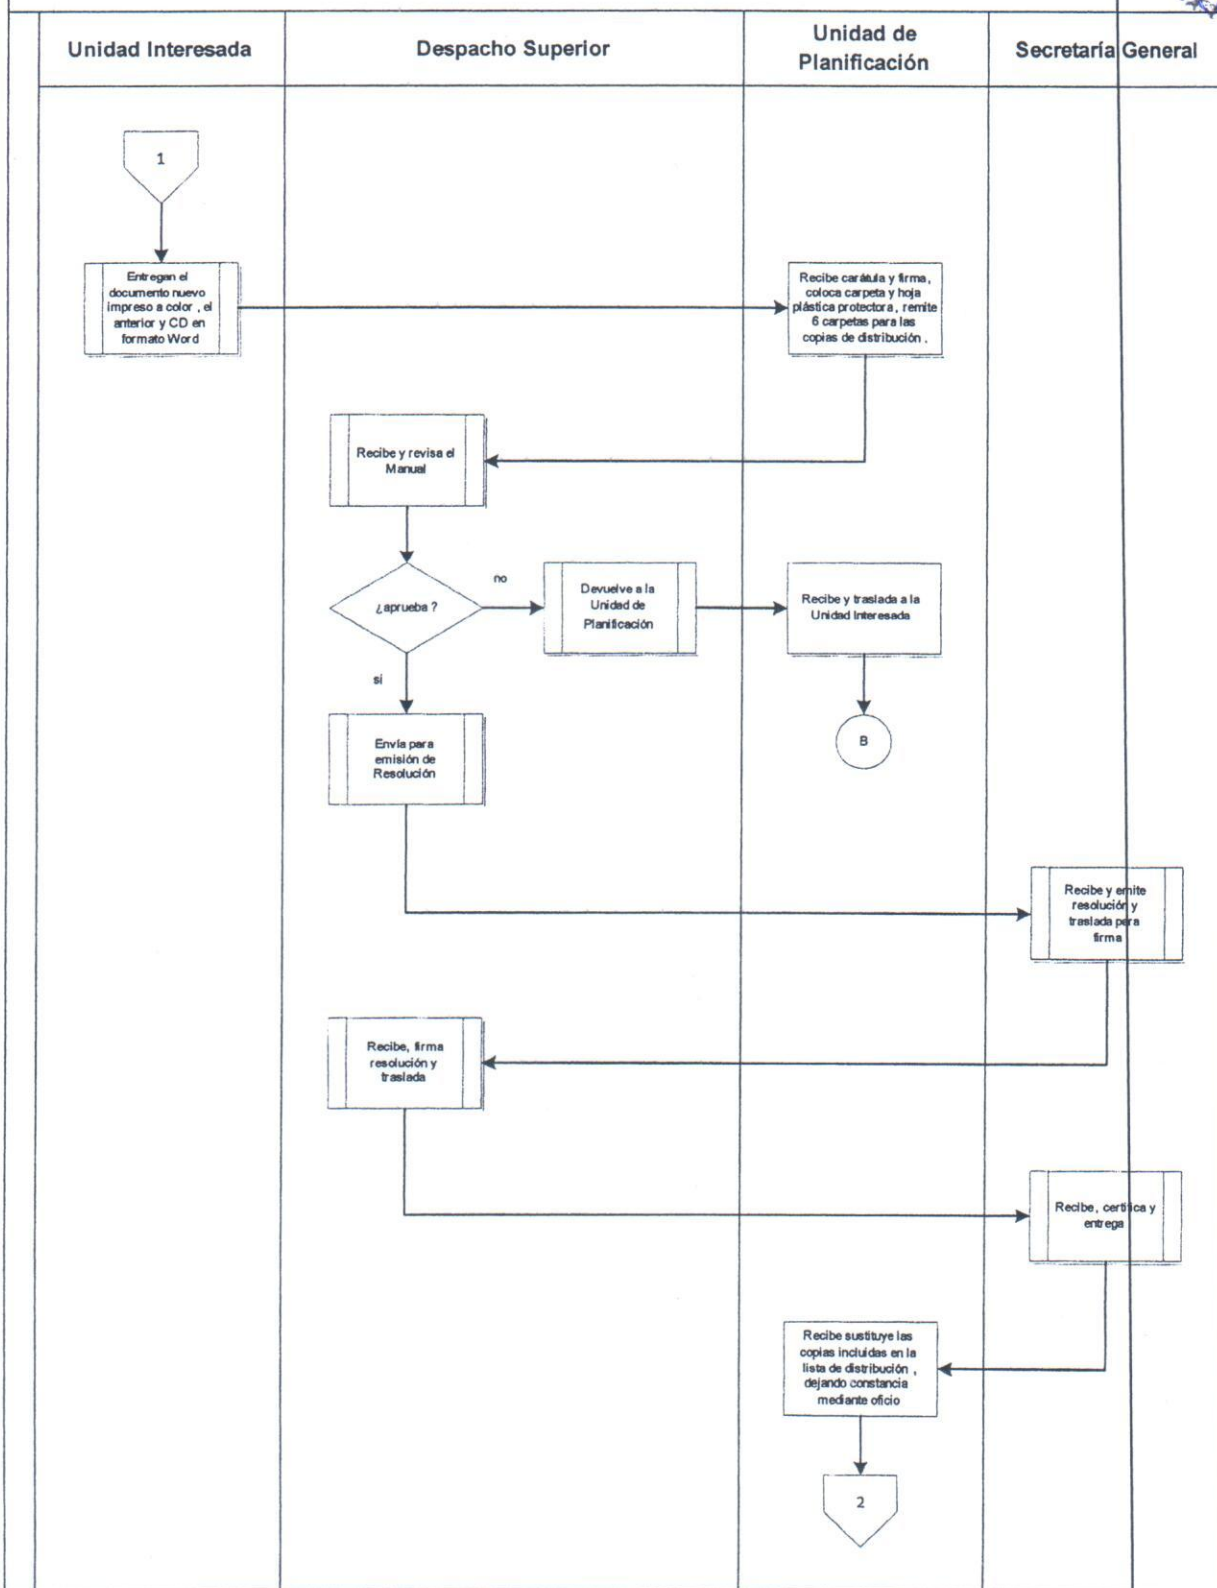 Unidad Interesada
Despacho Superior
Unidad de
Planificación
Secretaría General
1
Entregan el
documento nuevo
impreso a color , el
anterior y CD en
formato Word
Recibe carátula y firma,
coloca carpeta y hoja
plástica protectora , remite
6 carpetas para las
copias de distribución .
Recibe y revisa el
Manual
¿aprueba ?
no
Devuelve a la
Unidad de
Planificación
Recibe y traslada a la
Unidad Interesada
si
B
Envía para
emisión de
Resolución
Recibe y emite
resolución y
traslada para
firma
Recibe, firma
resolución y
traslada
Recibe, certifica y
entrega
Recibe sustituye las
copias incluidas en la
lista de distribución ,
dejando constancia
mediante oficio
2